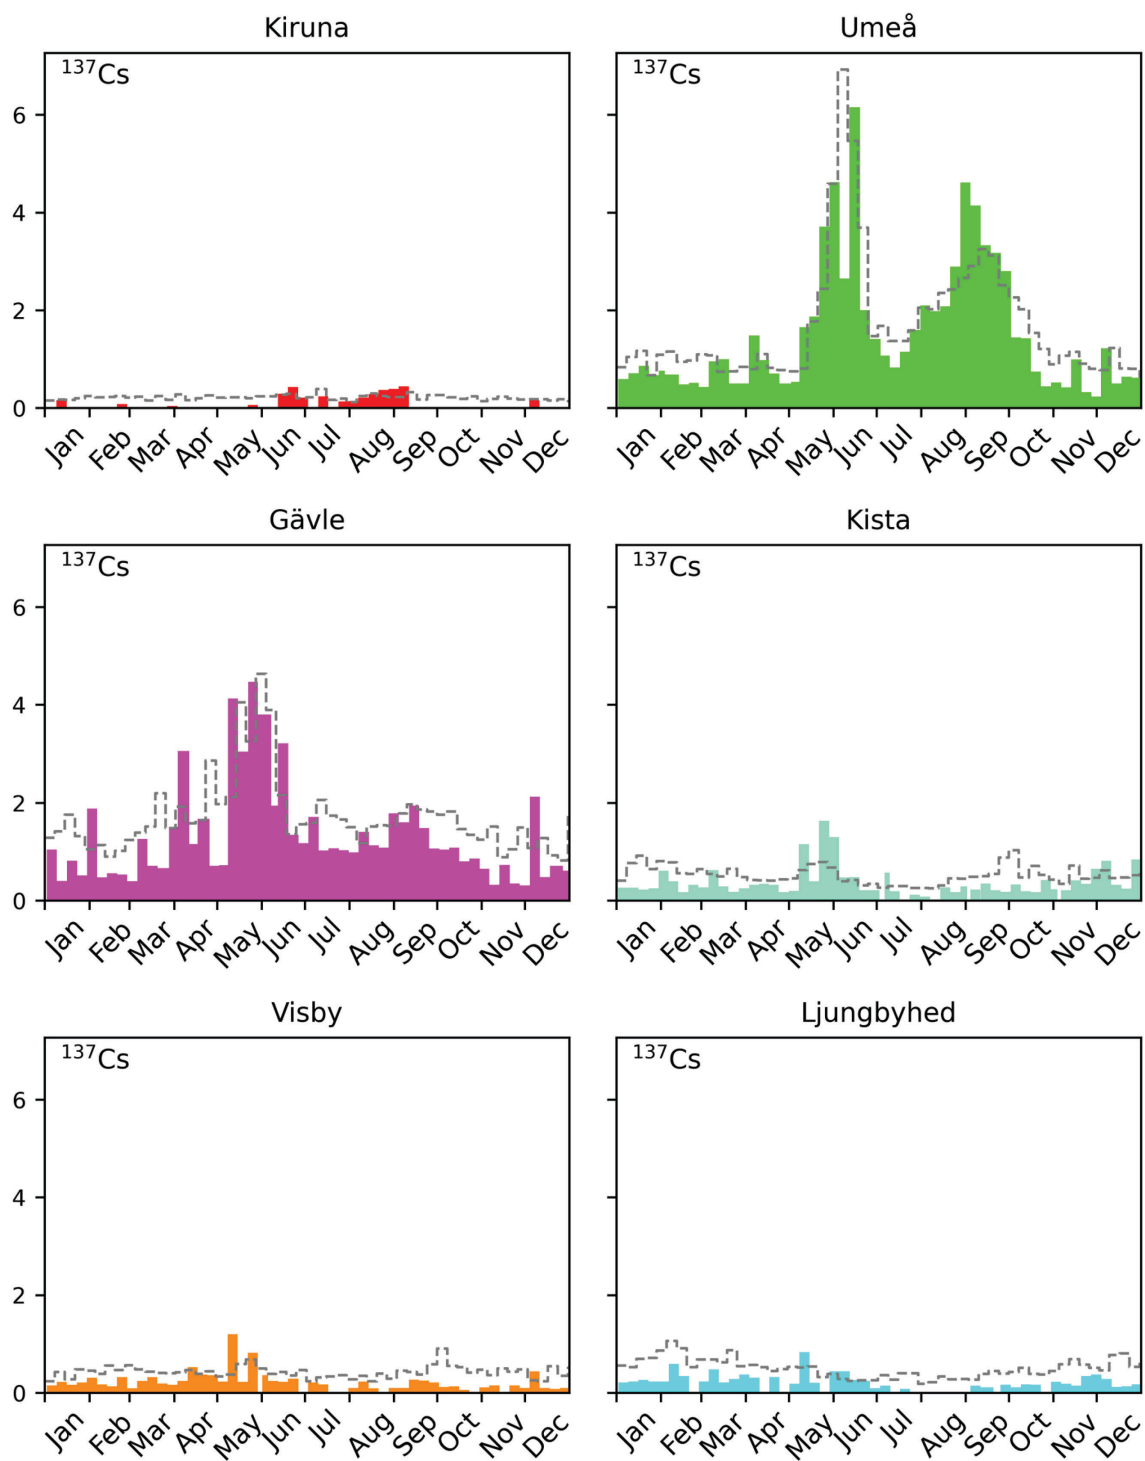 Kiruna
Umeå
¹³⁷Cs
¹³⁷Cs
6
4
2
0
Jan Feb Mar Apr May Jun Jul Aug Sep Oct Nov Dec
Jan Feb Mar Apr May Jun Jul Aug Sep Oct Nov Dec
Gävle
Kista
¹³⁷Cs
¹³⁷Cs
6
4
2
0
Jan Feb Mar Apr May Jun Jul Aug Sep Oct Nov Dec
Jan Feb Mar Apr May Jun Jul Aug Sep Oct Nov Dec
Visby
Ljungbyhed
¹³⁷Cs
¹³⁷Cs
6
4
2
0
Jan Feb Mar Apr May Jun Jul Aug Sep Oct Nov Dec
Jan Feb Mar Apr May Jun Jul Aug Sep Oct Nov Dec